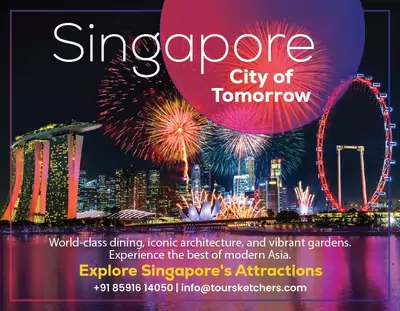 Singapore
City of
Tomorrow
World-class dining, iconic architecture, and vibrant gardens.
Experience the best of modern Asia.
Explore Singapore's Attractions
+91 85916 14050 | info@toursketchers.com